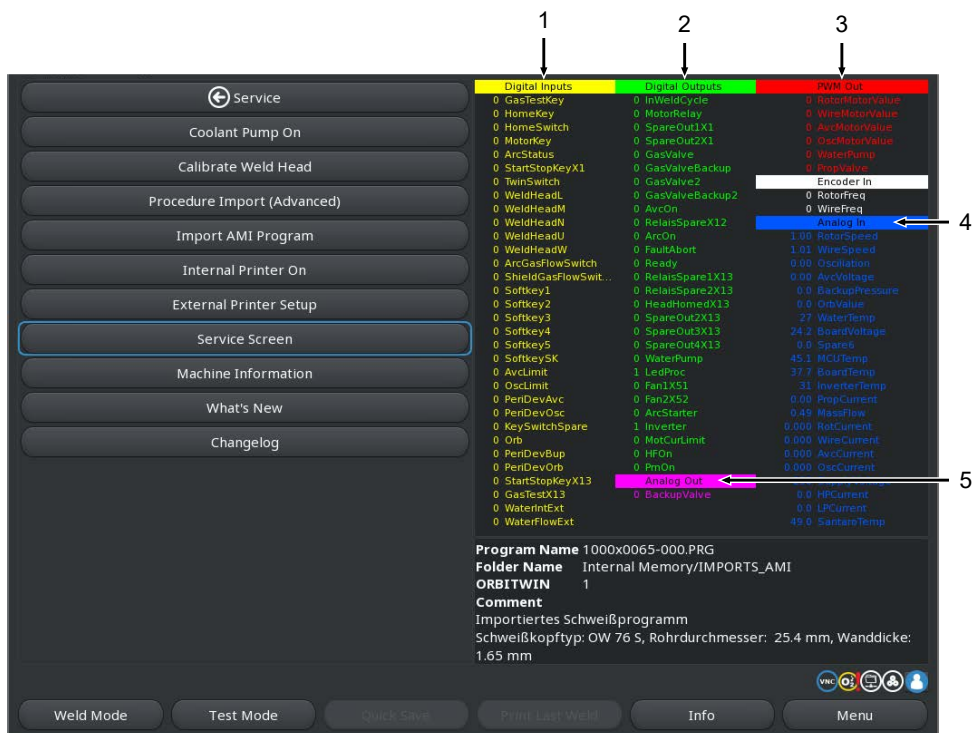 1
2
3
Service
Coolant Pump On
Calibrate Weld Head
Procedure Import (Advanced)
Import AMI Program
Internal Printer On
External Printer Setup
Service Screen
Machine Information
What's New
Changelog
Digital Inputs
0 GasTestKey
0 HomeKey
0 HomeSwitch
0 MotorKey
0 ArcStatus
0 StartStopKeyX1
0 TwinSwitch
0 WeldHeadL
0 WeldHeadM
0 WeldHeadN
0 WeldHeadU
0 WeldHeadW
0 ArcGasFlowSwitch
0 ShieldGasFlowSwit...
0 Softkey1
0 Softkey2
0 Softkey3
0 Softkey4
0 Softkey5
0 SoftkeySK
0 AvcLimit
0 OscLimit
0 PeriDevAvc
0 PeriDevOsc
0 KeySwitchSpare
0 Orb
0 PeriDevBup
0 PeriDevOrb
0 StartStopKeyX13
0 GasTestX13
0 WaterIntExt
0 WaterFlowExt
Digital Outputs
0 InWeldCycle
0 MotorRelay
0 SpareOut1X1
0 SpareOut2X1
0 GasValve
0 GasValveBackup
0 GasValve2
0 GasValveBackup2
0 AvcOn
0 RelaisSpareX12
0 ArcOn
0 FaultAbort
0 Ready
0 RelaisSpare1X13
0 RelaisSpare2X13
0 HeadHomedX13
0 SpareOut2X13
0 SpareOut3X13
0 SpareOut4X13
0 WaterPump
1 LedProc
0 Fan1X51
0 Fan2X52
0 ArcStarter
1 Inverter
0 MotCurLimit
0 HFOn
0 PmOn
Analog Out
0 BackupValve
PWM Out
0 RotorMotorValue
0 WireMotorValue
0 AvcMotorValue
0 OscMotorValue
0 WaterPump
0 PropValve
Encoder In
0 RotorFreq
0 WireFreq
Analog In
1.00 RotorSpeed
1.01 WireSpeed
0.00 Oscillation
0.00 AvcVoltage
0.0 BackupPressure
0.0 OrbValue
27 WaterTemp
24.2 BoardVoltage
0.0 Spare6
45.1 MCUTemp
37.7 BoardTemp
31 InverterTemp
0.00 PropCurrent
0.49 MassFlow
0.000 RotCurrent
0.000 WireCurrent
0.000 AvcCurrent
0.000 OscCurrent
0.0 HPCurrent
0.0 LPCurrent
49.0 SantaroTemp
4
5
Program Name 1000x0065-000.PRG
Folder Name Internal Memory/IMPORTS_AMI
ORBITWIN 1
Comment
Importiertes Schweißprogramm
Schweißkopftyp: OW 76 S, Rohrdurchmesser: 25.4 mm, Wanddicke:
1.65 mm
VNC
Weld Mode
Test Mode
Quick Save
Print Last Weld
Info
Menu